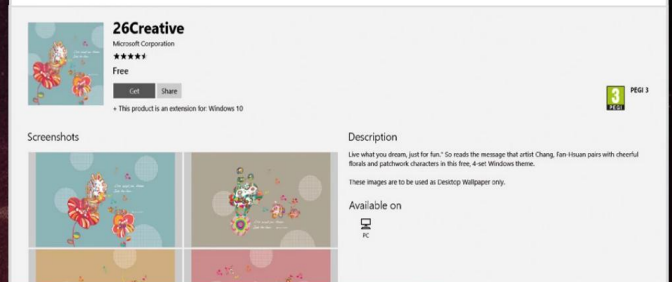 26Creative
Microsoft Corporation
Free
Get
Share
+ This product is an extension for: Windows 10
3
PEGI
PEGI 3
Screenshots
Description
Live what you dream, just for fun." So reads the message that artist Chang, Fan-Hsuan pairs with cheerful
florals and patchwork characters in this free, 4-set Windows theme.
These images are to be used as Desktop Wallpaper only.
Available on
PC